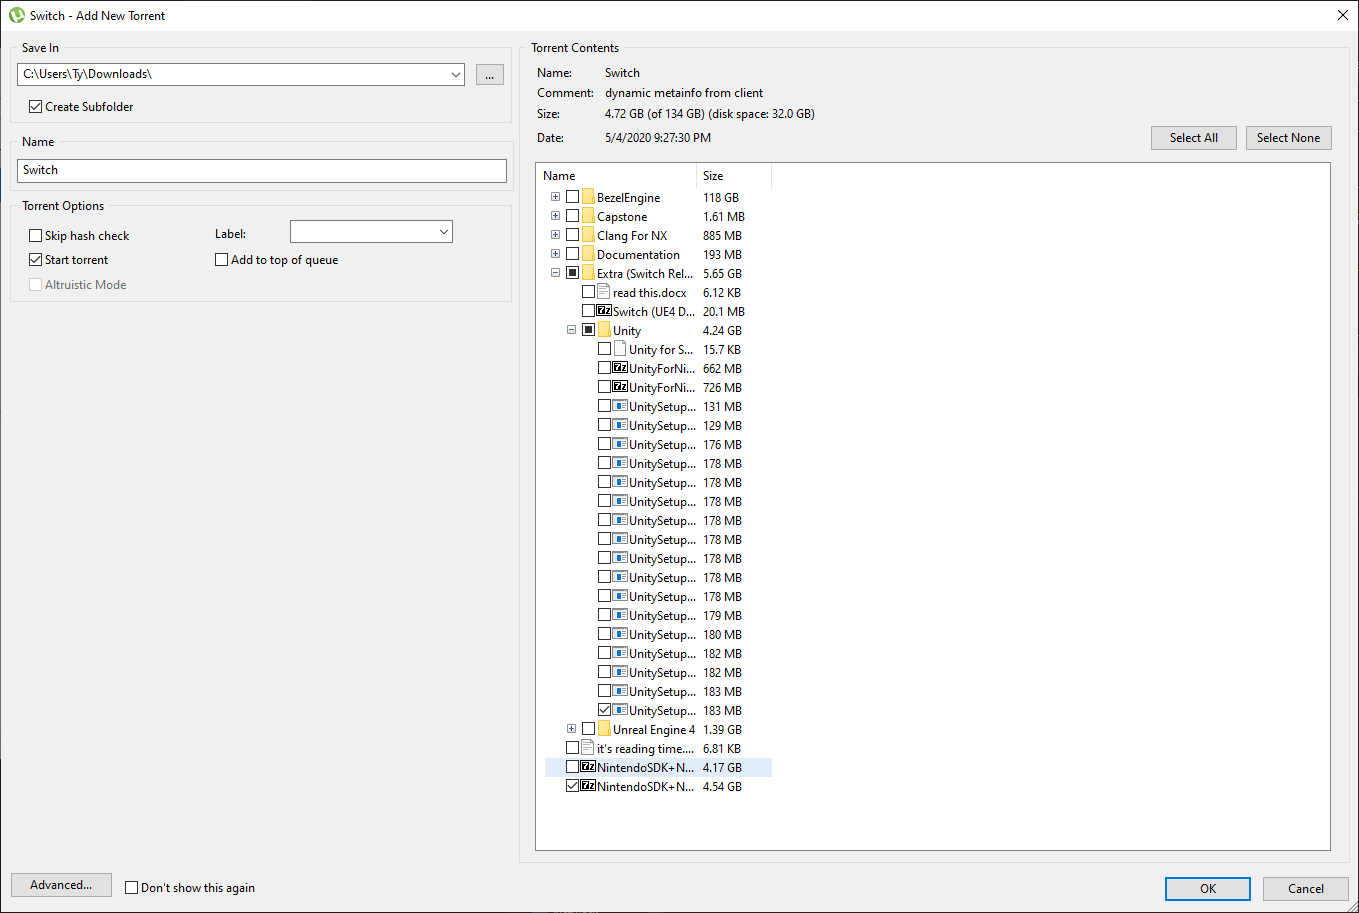 Switch - Add New Torrent
Save In
C:\Users\Ty\Downloads\
...
Create Subfolder
Name
Switch
Torrent Options
Skip hash check
Label:
Start torrent
Add to top of queue
Altruistic Mode
Torrent Contents
Name: Switch
Comment: dynamic metainfo from client
Size: 4.72 GB (of 134 GB) (disk space: 32.0 GB)
Date: 5/4/2020 9:27:30 PM
Select All
Select None
Name Size
BezelEngine 118 GB
Capstone 1.61 MB
Clang For NX 885 MB
Documentation 193 MB
Extra (Switch Rel... 5.65 GB
read this.docx 6.12 KB
Switch (UE4 D... 20.1 MB
Unity 4.24 GB
Unity for S... 15.7 KB
UnityForNi... 662 MB
UnityForNi... 726 MB
UnitySetup... 131 MB
UnitySetup... 129 MB
UnitySetup... 176 MB
UnitySetup... 178 MB
UnitySetup... 178 MB
UnitySetup... 178 MB
UnitySetup... 178 MB
UnitySetup... 178 MB
UnitySetup... 178 MB
UnitySetup... 178 MB
UnitySetup... 178 MB
UnitySetup... 179 MB
UnitySetup... 180 MB
UnitySetup... 182 MB
UnitySetup... 182 MB
UnitySetup... 183 MB
UnitySetup... 183 MB
Unreal Engine 4 1.39 GB
it's reading time.... 6.81 KB
NintendoSDK+N... 4.17 GB
NintendoSDK+N... 4.54 GB
Advanced...
Don't show this again
OK
Cancel